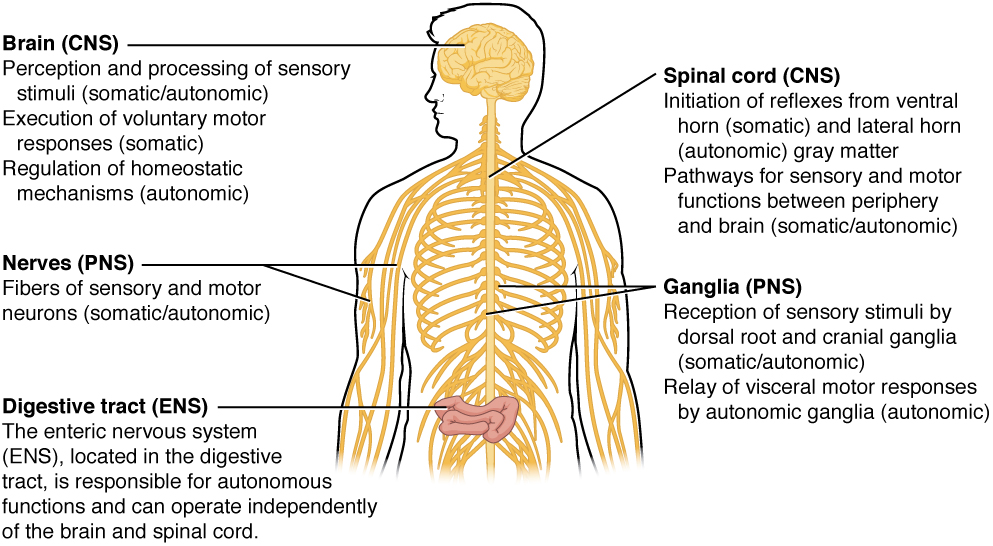 Brain (CNS)
Perception and processing of sensory
stimuli (somatic/autonomic)
Execution of voluntary motor
responses (somatic)
Regulation of homeostatic
mechanisms (autonomic)
Nerves (PNS)
Fibers of sensory and motor
neurons (somatic/autonomic)
Digestive tract (ENS)
The enteric nervous system
(ENS), located in the digestive
tract, is responsible for autonomous
functions and can operate independently
of the brain and spinal cord.
Spinal cord (CNS)
Initiation of reflexes from ventral
horn (somatic) and lateral horn
(autonomic) gray matter
Pathways for sensory and motor
functions between periphery
and brain (somatic/autonomic)
Ganglia (PNS)
Reception of sensory stimuli by
dorsal root and cranial ganglia
(somatic/autonomic)
Relay of visceral motor responses
by autonomic ganglia (autonomic)